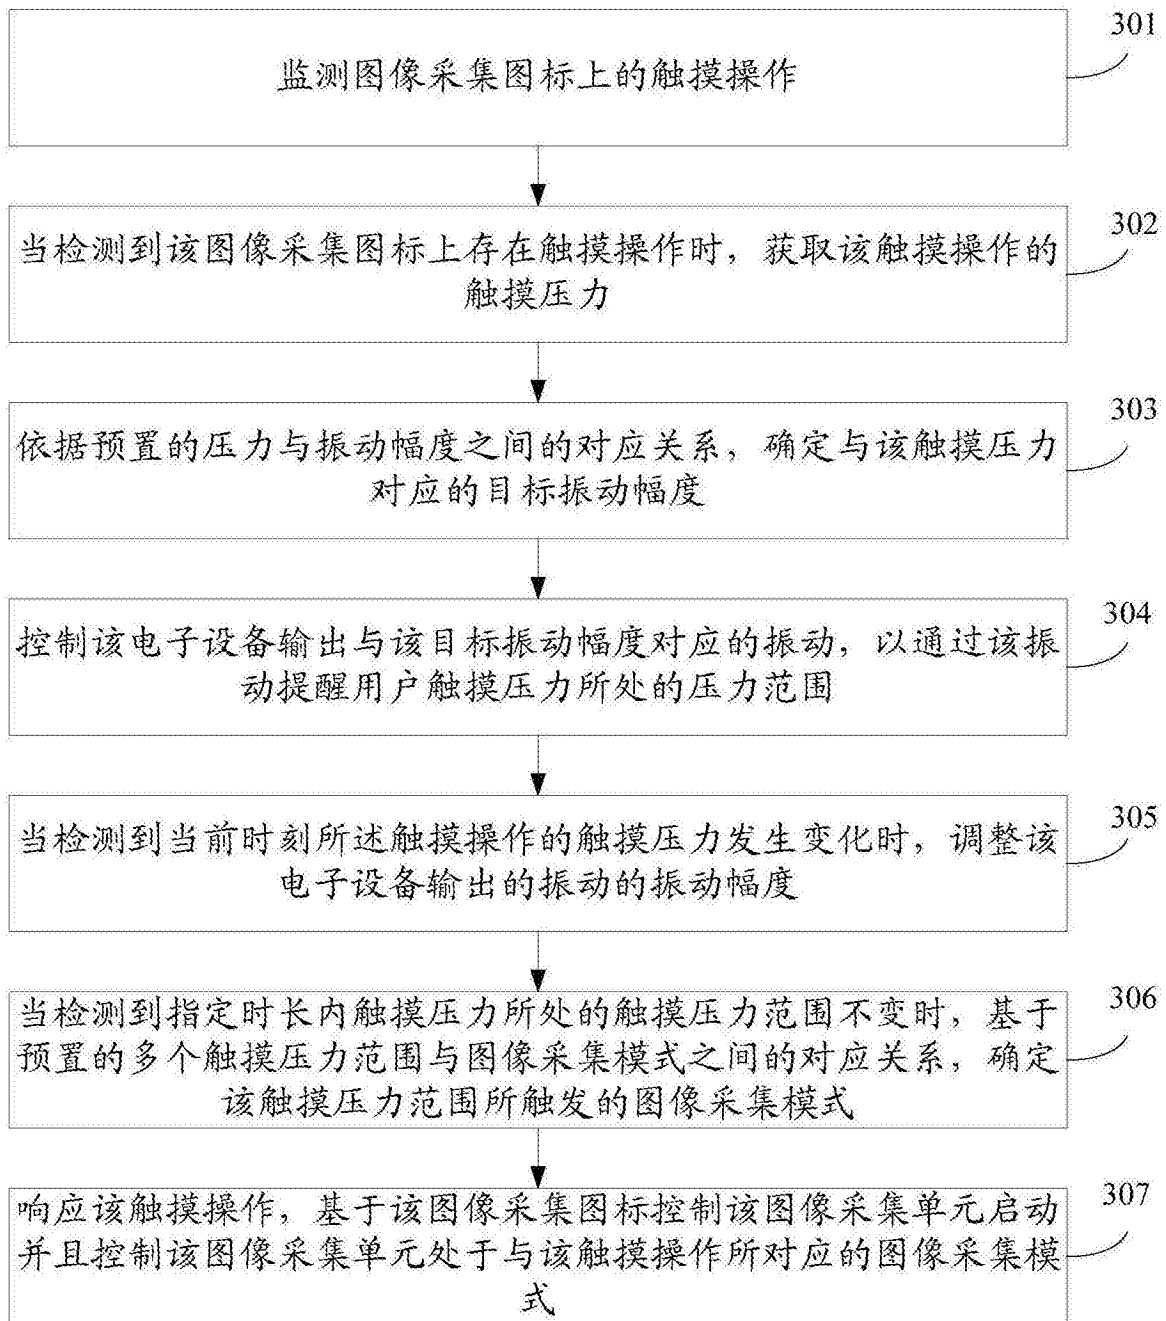 监测图像采集图标上的触摸操作
301
当检测到该图像采集图标上存在触摸操作时，获取该触摸操作的
触摸压力
302
依据预置的压力与振动幅度之间的对应关系，确定与该触摸压力
对应的目标振动幅度
303
控制该电子设备输出与该目标振动幅度对应的振动，以通过该振
动提醒用户触摸压力所处的压力范围
304
当检测到当前时刻所述触摸操作的触摸压力发生变化时，调整该
电子设备输出的振动的振动幅度
305
当检测到指定时长内触摸压力所处的触摸压力范围不变时，基于
预置的多个触摸压力范围与图像采集模式之间的对应关系，确定
该触摸压力范围所触发的图像采集模式
306
响应该触摸操作，基于该图像采集图标控制该图像采集单元启动
并且控制该图像采集单元处于与该触摸操作所对应的图像采集模
式
307